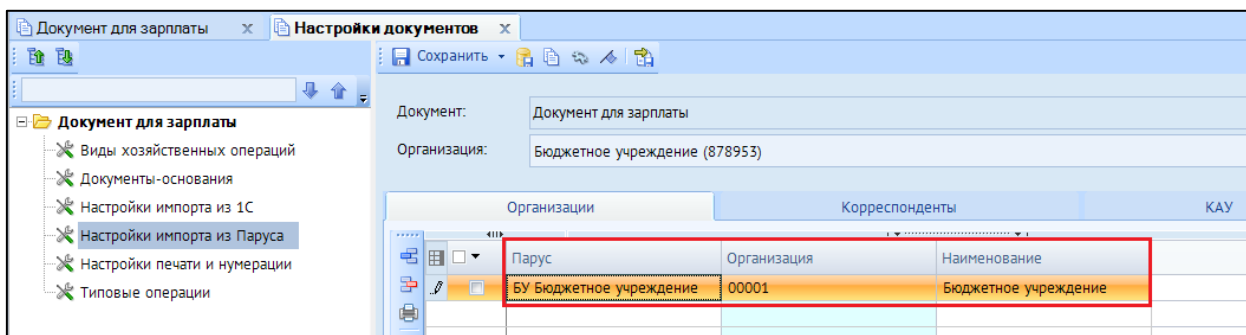 Документ для зарплаты x Настройки документов x
Сохранить
Документ для зарплаты
Виды хозяйственных операций
Документы-основания
Настройки импорта из 1С
Настройки импорта из Паруса
Настройки печати и нумерации
Типовые операции
Документ: Документ для зарплаты
Организация: Бюджетное учреждение (878953)
Организации Корреспонденты КАУ
Парус Организация Наименование
БУ Бюджетное учреждение 00001 Бюджетное учреждение